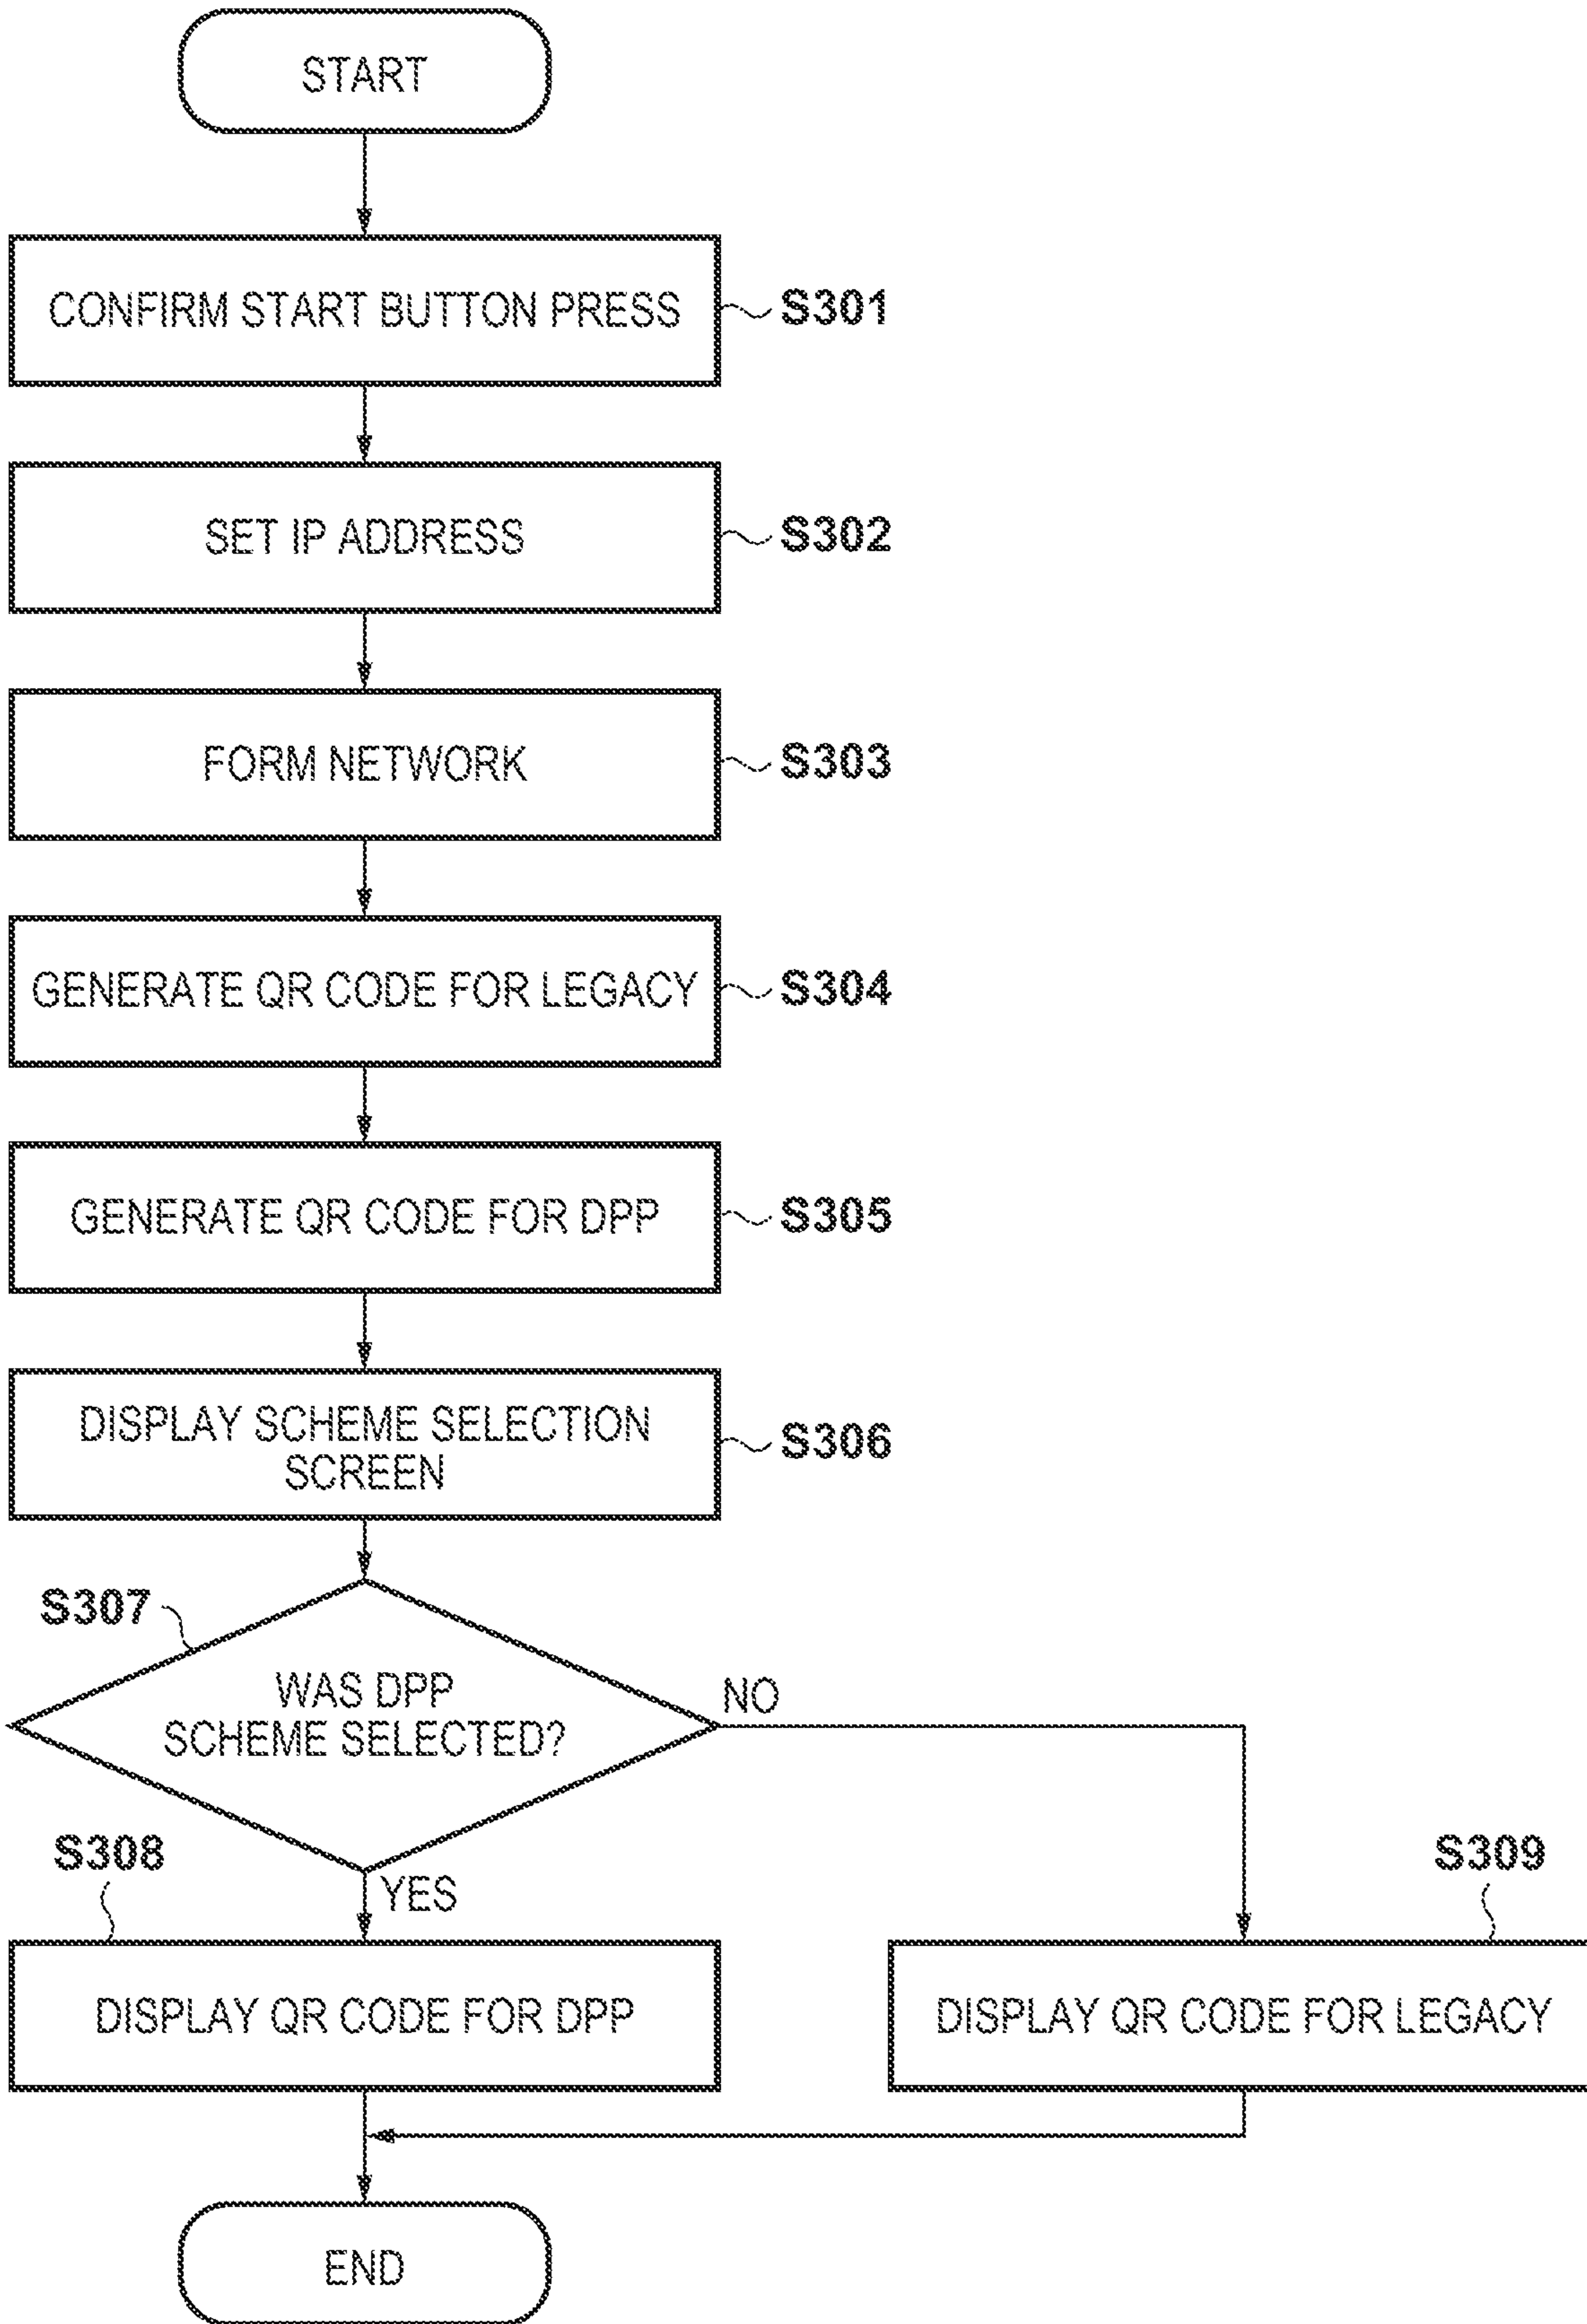 START
CONFIRM START BUTTON PRESS
S301
SET IP ADDRESS
S302
FORM NETWORK
S303
GENERATE QR CODE FOR LEGACY
S304
GENERATE QR CODE FOR DPP
S305
DISPLAY SCHEME SELECTION
SCREEN
S306
S307
WAS DPP
SCHEME SELECTED?
NO
YES
S308
DISPLAY QR CODE FOR DPP
S309
DISPLAY QR CODE FOR LEGACY
END